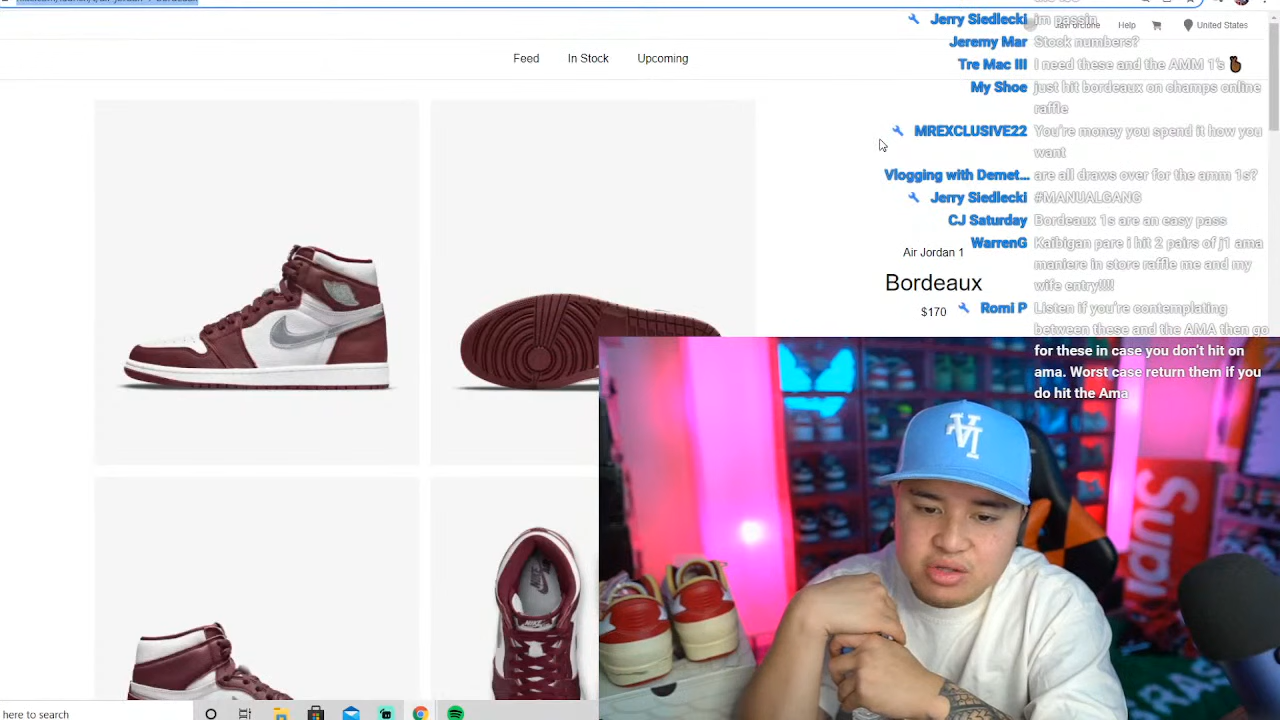 Jerry Siedlecki im passin
Help
United States
Jeremy Mar Stock numbers?
Feed In Stock Upcoming
Tre Mac III I need these and the AMM 1's
My Shoe just hit bordeaux on champs online
raffle
MREXCLUSIVE22 You're money you spend it how you
want
Vlogging with Demet... are all draws over for the amm 1s?
Jerry Siedlecki #MANUALGANG
CJ Saturday Bordeaux 1s are an easy pass
WarrenG Kaibigan pare i hit 2 pairs of j1 ama
maniere in store raffle me and my
wife entry!!!!
Air Jordan 1
Bordeaux
$170
Romi P Listen if you're contemplating
between these and the AMA then go
for these in case you don't hit on
ama. Worst case return them if you
do hit the Ama
Supre
here to search